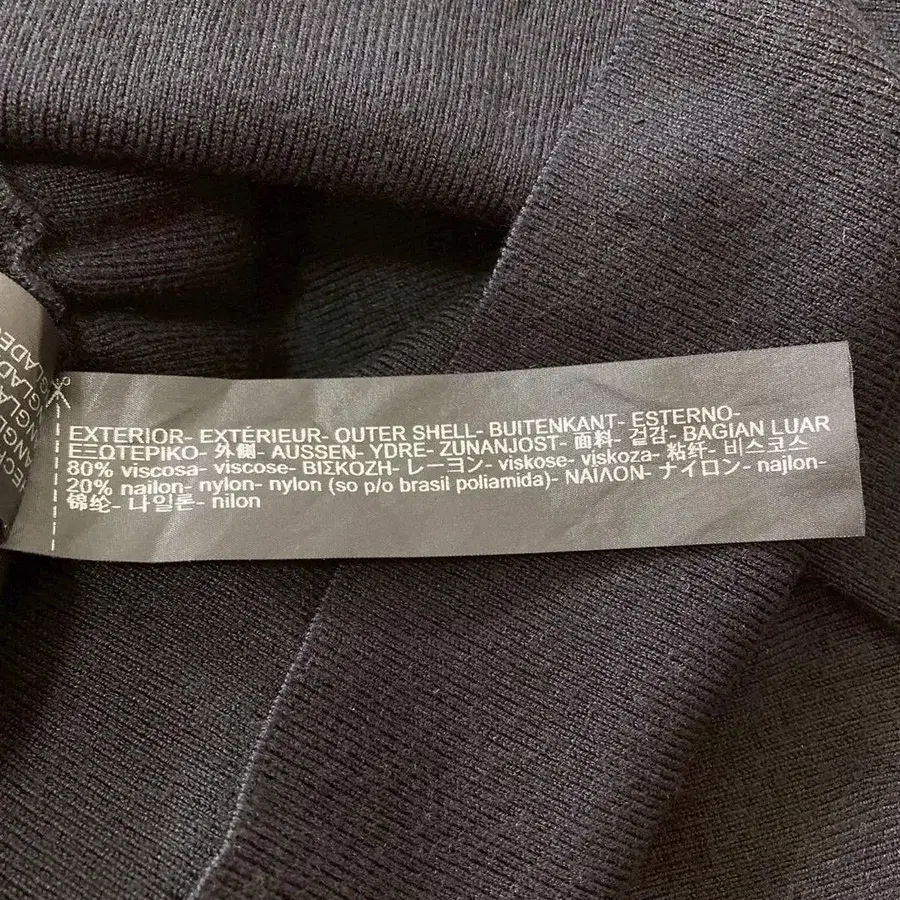 EXTERIOR- EXTÉRIEUR- OUTER SHELL- BUITENKANT- ESTERNO-
ΕΞΩΤΕΡΙΚΟ- 外側- AUSSEN- YDRE- ZUNANJOST- 面料- 겉감- BAGIAN LUAR
80% viscosa- viscose- ΒΙΣΚΟΖΗ- レーヨン- viskose- viskoza- 粘纤- 비스코스
20% nailon- nylon- nylon (so p/o brasil poliamida)- ΝΑΪΛΟΝ- ナイロン- najlon-
锦纶- 나일론- nilon